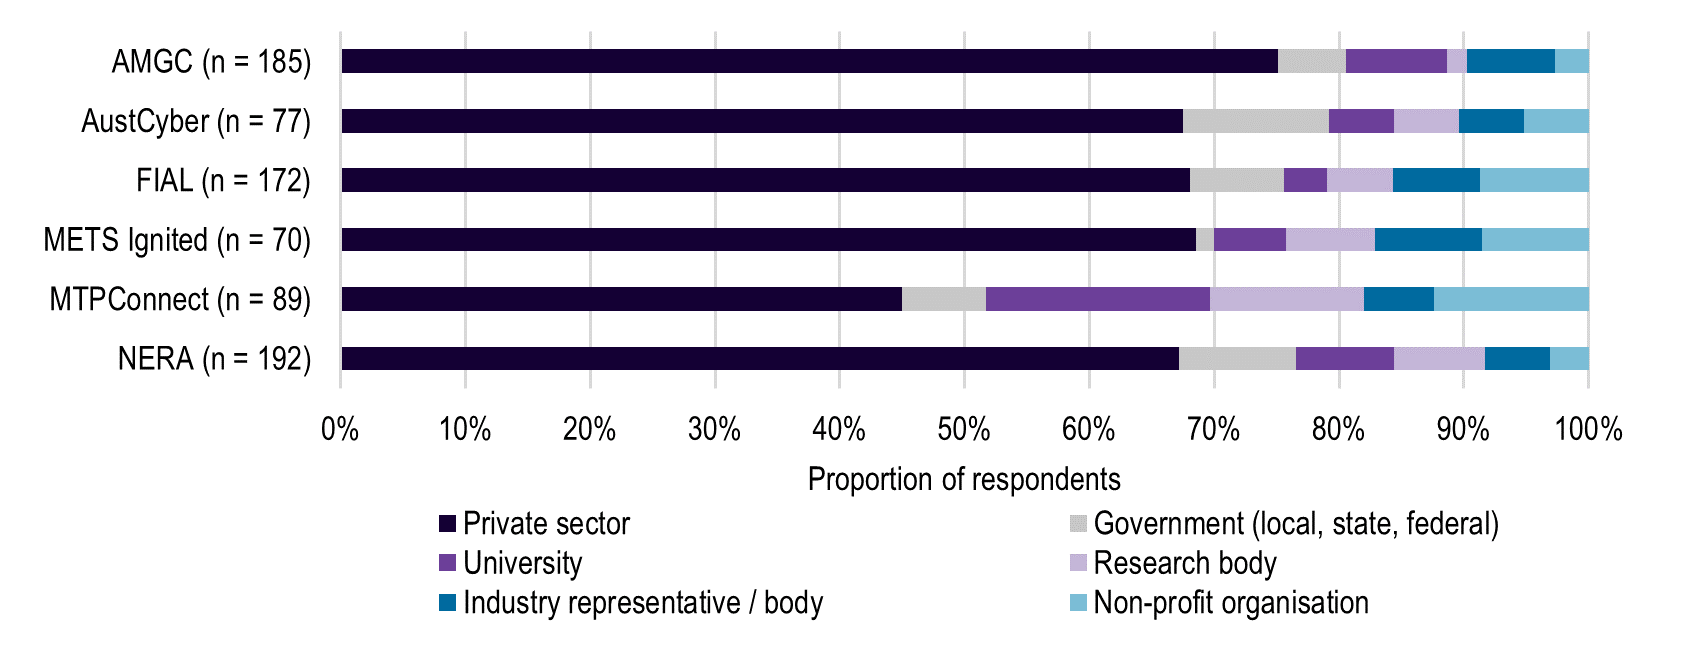 AMGC (n = 185)
AustCyber (n = 77)
FIAL (n = 172)
METS Ignited (n = 70)
MTPConnect (n = 89)
NERA (n = 192)
0% 10% 20% 30% 40% 50% 60% 70% 80% 90% 100%
Proportion of respondents
Private sector Government (local, state, federal)
University Research body
Industry representative / body Non-profit organisation